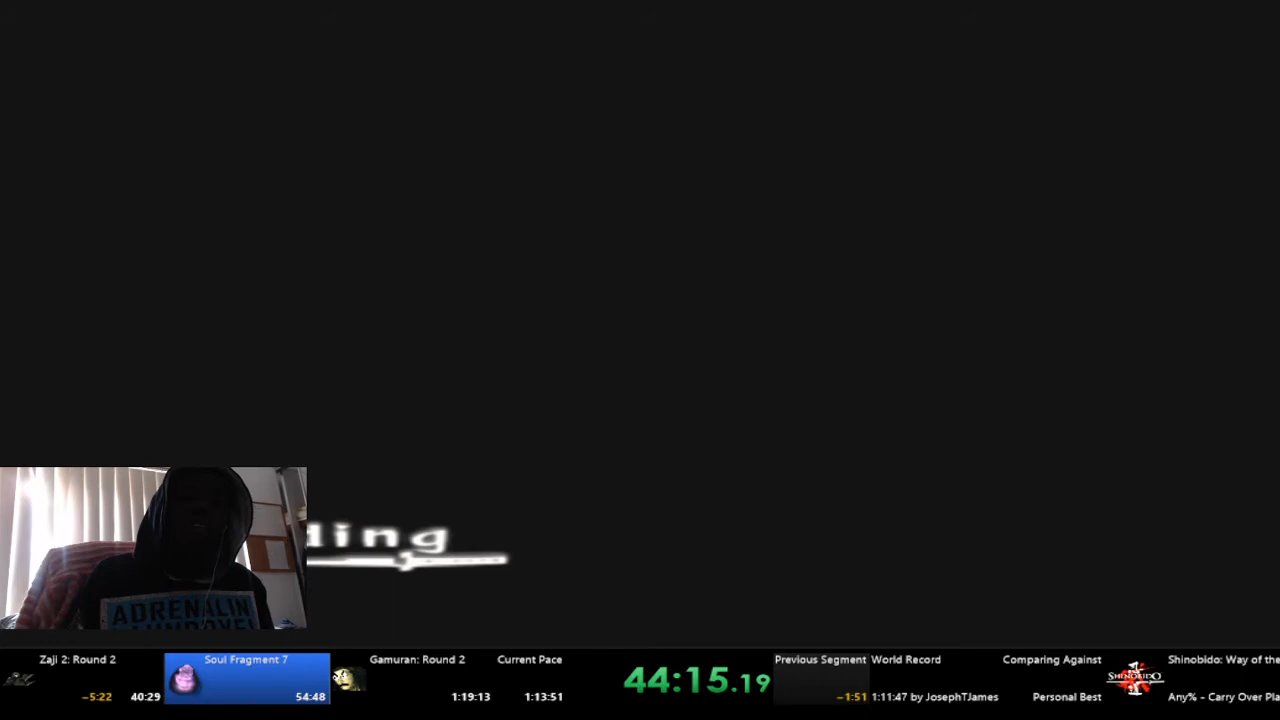 ding
ADRENALIN
Zaji 2: Round 2
-5:22 40:29
Soul Fragment 7
54:48
Gamuran: Round 2
1:19:13
Current Pace
1:13:51
44:15.19
Previous Segment
-1:51
World Record
1:11:47 by JosephTJames
Comparing Against
Personal Best
SHINOBIDO
Shinobido: Way of the
Any% - Carry Over Pla